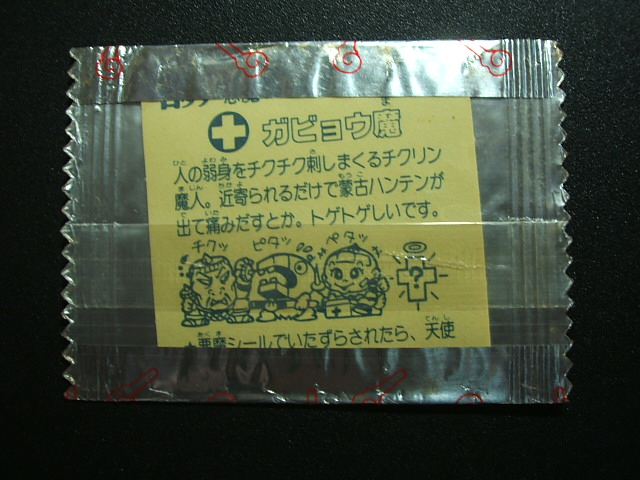 ガビョウ魔
人の弱身をチクチク刺しまくるチクリン
魔人。近寄られるだけで蒙古ハンテンが
出て痛みだすとか。トゲトゲしいです。
チクッ ピタッ ペタッ
?
悪魔シールでいたずらされたら、天使